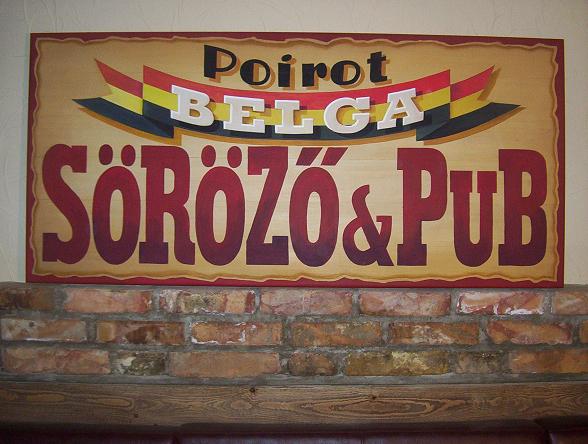 Poirot
BELGA
SÖRÖZŐ & PUB